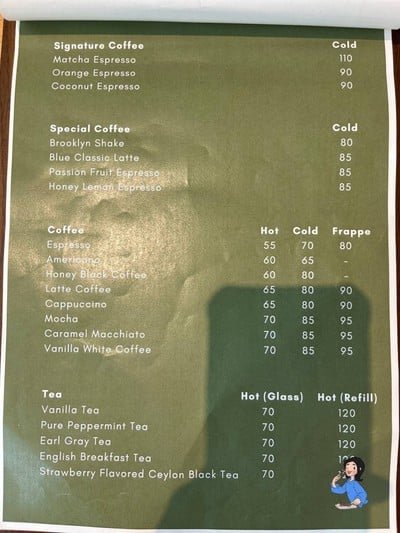 Signature Coffee Cold
Matcha Espresso 110
Orange Espresso 90
Coconut Espresso 90
Special Coffee Cold
Brooklyn Shake 80
Blue Classic Latte 85
Passion Fruit Espresso 85
Honey Lemon Espresso 85
Coffee Hot Cold Frappe
Espresso 55 70 80
Americano 60 65 -
Honey Black Coffee 60 80 -
Latte Coffee 65 80 90
Cappuccino 65 80 90
Mocha 70 85 95
Caramel Macchiato 70 85 95
Vanilla White Coffee 70 85 95
Tea Hot (Glass) Hot (Refill)
Vanilla Tea 70 120
Pure Peppermint Tea 70 120
Earl Gray Tea 70 120
English Breakfast Tea 70
Strawberry Flavored Ceylon Black Tea 70